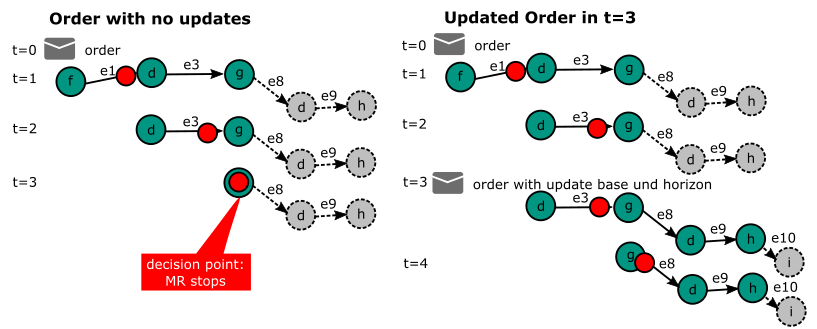 Order with no updates
t=0 order
t=1 f e1 d e3 g e8 d e9 h
t=2 d e3 g e8 d e9 h
t=3 e8 d e9 h
decision point:
MR stops
Updated Order in t=3
t=0 order
t=1 f e1 d e3 g e8 d e9 h
t=2 d e3 g e8 d e9 h
t=3 order with update base und horizon
d e3 g e8 d e9 h e10 i
t=4 g e8 d e9 h e10 i